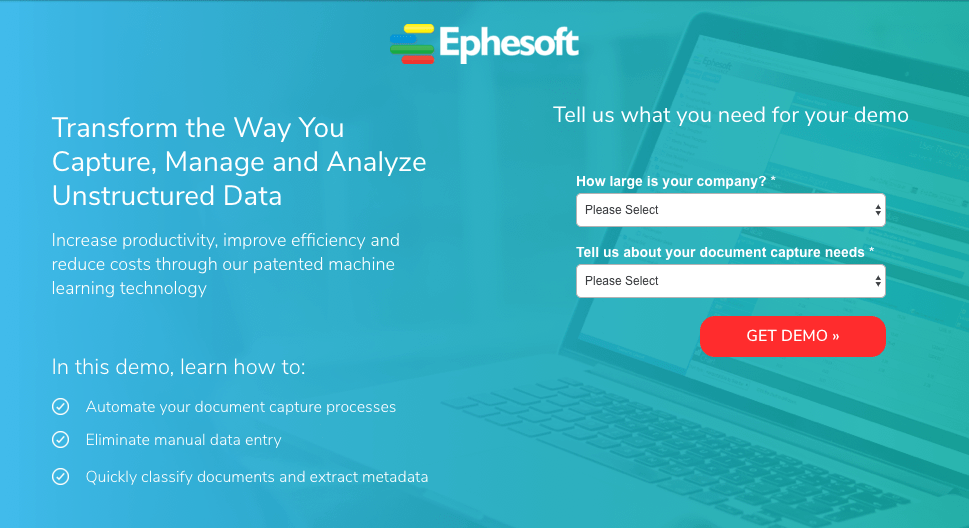 Ephesoft
Transform the Way You
Capture, Manage and Analyze
Unstructured Data
Increase productivity, improve efficiency and
reduce costs through our patented machine
learning technology
In this demo, learn how to:
Automate your document capture processes
Eliminate manual data entry
Quickly classify documents and extract metadata
Tell us what you need for your demo
How large is your company? *
Please Select
Tell us about your document capture needs *
Please Select
GET DEMO »